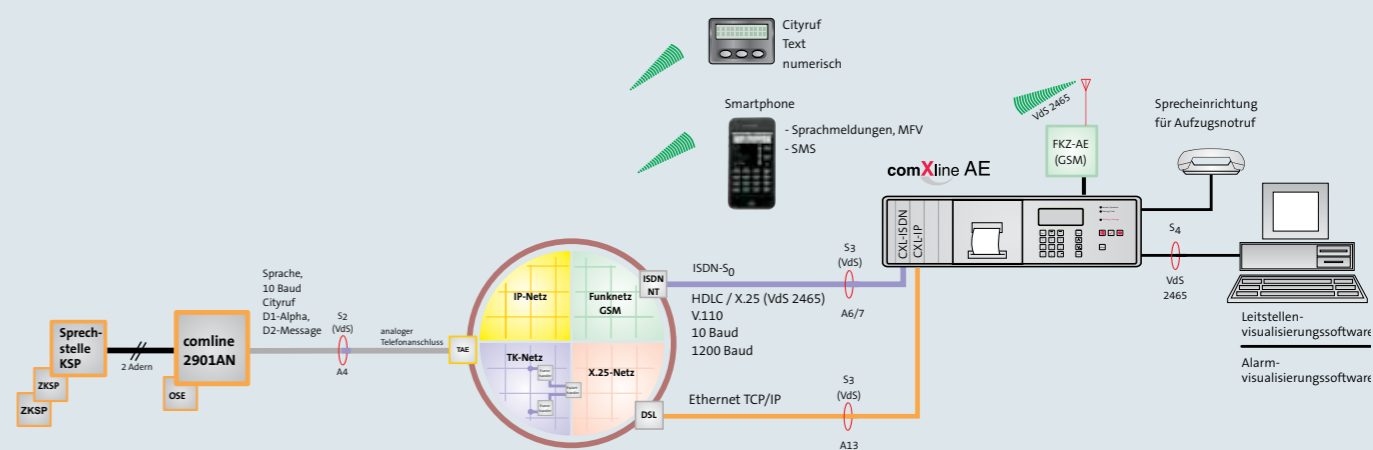 Cityruf
Text
numerisch
Smartphone
- Sprachmeldungen, MFV
- SMS
VdS 2465
FKZ-AE
(GSM)
Sprecheinrichtung
für Aufzugsnotruf
comXline AE
CXL-ISDN
CXL-IP
S4
VdS
2465
Leitstellen-
visualisierungssoftware
Alarm-
visualisierungssoftware
Sprech-
stelle
KSP
ZKSP
ZKSP
2 Adern
comline
2901AN
OSE
Sprache,
10 Baud
Cityruf
D1-Alpha,
D2-Message
S2
(VdS)
A4
analoger
Telefonanschluss
TAE
IP-Netz
Funknetz
GSM
TK-Netz
X.25-Netz
ISDN
NT
DSL
ISDN-S0
HDLC / X.25 (VdS 2465)
V.110
10 Baud
1200 Baud
S3
(VdS)
A6/7
Ethernet TCP/IP
S3
(VdS)
A13